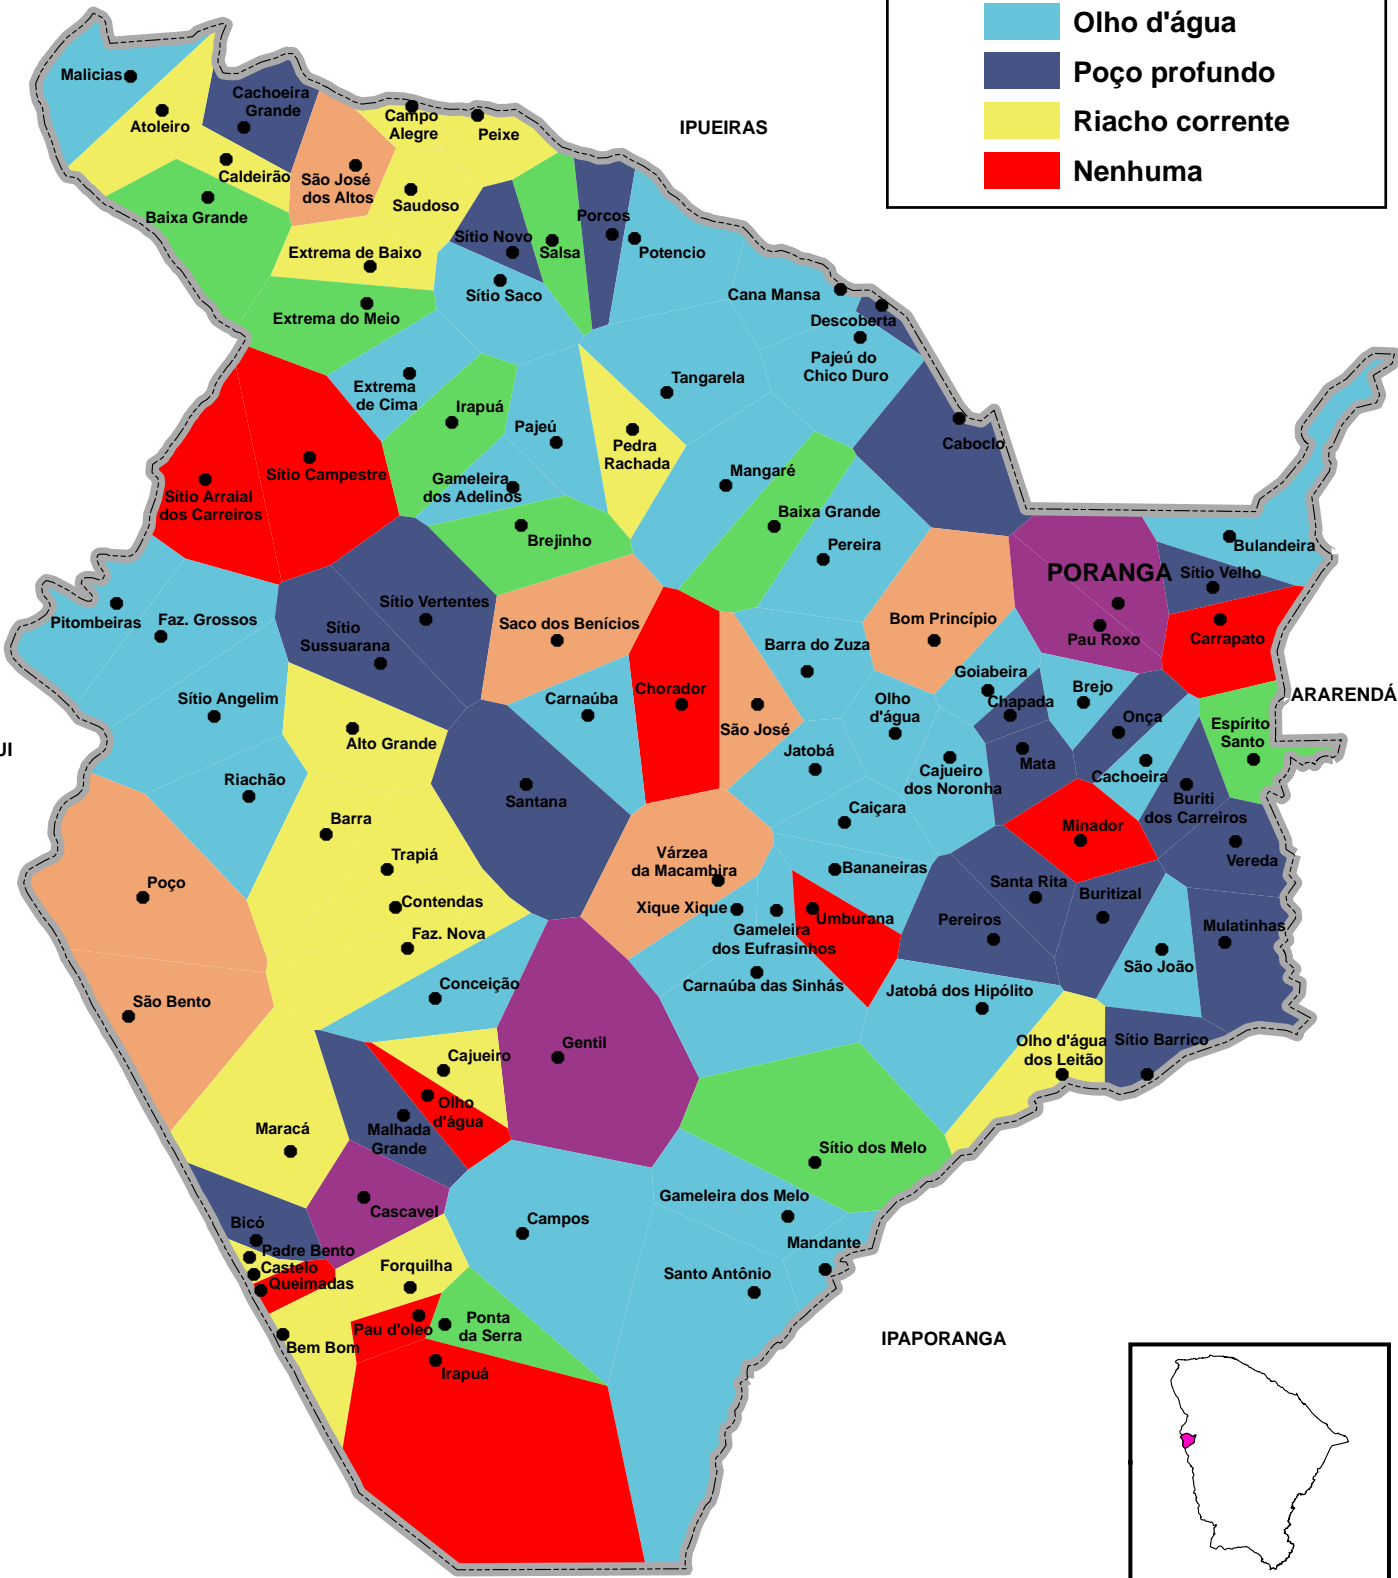 Olho d'água
Poço profundo
Riacho corrente
Nenhuma
IPUEIRAS
Malicias
Atoleiro
Cachoeira
Grande
Caldeirão
Baixa Grande
São José
dos Altos
Campo
Alegre
Peixe
Saudoso
Extrema de Baixo
Extrema do Meio
Sítio Novo
Salsa
Porcos
Potencio
Sítio Saco
Cana Mansa
Descoberta
Pajeú do
Chico Duro
Tangarela
Extrema
de Cima
Irapuá
Pajeú
Pedra
Rachada
Caboclo
Sítio Campestre
Sítio Arraial
dos Carreiros
Gameleira
dos Adelinos
Mangaré
Baixa Grande
Brejinho
Pereira
Bulandeira
PORANGA
Sítio Velho
Pau Roxo
Carrapato
Pitombeiras
Faz. Grossos
Sítio Vertentes
Sítio
Sussuarana
Saco dos Benícios
Bom Princípio
Barra do Zuza
Goiabeira
Chapada
Brejo
Onça
ARARENDÁ
Espírito
Santo
Sítio Angelim
Carnaúba
Chorador
São José
Olho
d'água
Alto Grande
UI
Riachão
Santana
Jatobá
Cajueiro
dos Noronha
Mata
Cachoeira
Buriti
dos Carreiros
Barra
Caiçara
Minador
Vereda
Trapiá
Várzea
da Macambira
Bananeiras
Poço
Santa Rita
Buritizal
Contendas
Xique Xique
Umburana
Pereiros
Mulatinhas
Faz. Nova
Gameleira
dos Eufrasinhos
São João
Conceição
Carnaúba das Sinhás
Jatobá dos Hipólito
São Bento
Gentil
Cajueiro
Olho d'água
dos Leitão
Sítio Barrico
Olho
d'água
Maracá
Malhada
Grande
Sítio dos Melo
Cascavel
Gameleira dos Melo
Bicó
Campos
Mandante
Padre Bento
Castelo
Queimadas
Forquilha
Santo Antônio
Pau d'oleo
Ponta
da Serra
Bem Bom
Irapuá
IPAPORANGA